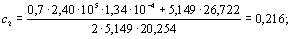 c₂ = (0,7·2,40·10³·1,34·10⁻⁴ + 5,149·26,722) / (2·5,149·20,254) = 0,216;